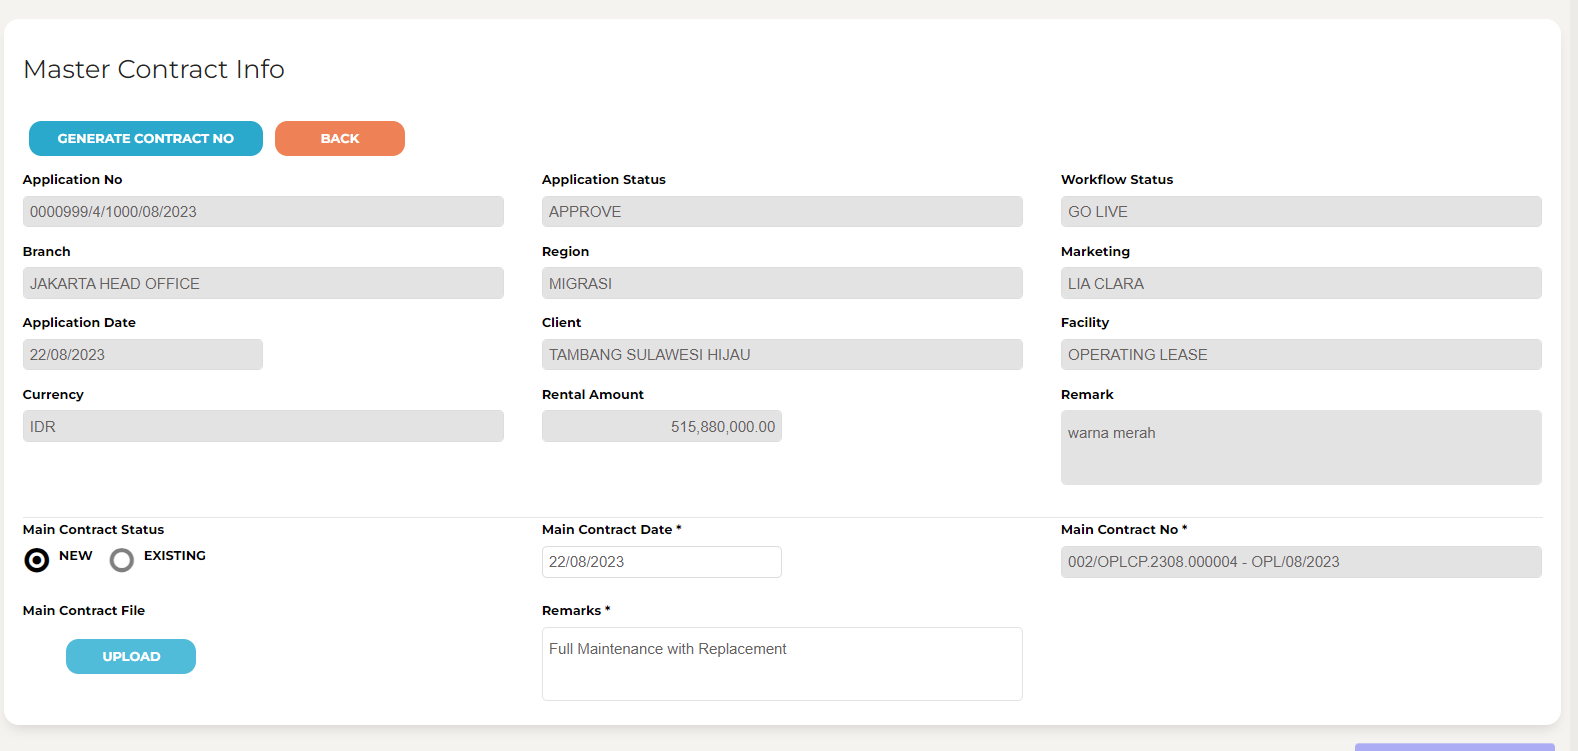 Master Contract Info
GENERATE CONTRACT NO
BACK
Application No
Application Status
Workflow Status
0000999/4/1000/08/2023
APPROVE
GO LIVE
Branch
Region
Marketing
JAKARTA HEAD OFFICE
MIGRASI
LIA CLARA
Application Date
Client
Facility
22/08/2023
TAMBANG SULAWESI HIJAU
OPERATING LEASE
Currency
Rental Amount
Remark
IDR
515,880,000.00
warna merah
Main Contract Status
Main Contract Date *
Main Contract No *
NEW
EXISTING
22/08/2023
002/OPLCP.2308.000004 - OPL/08/2023
Main Contract File
Remarks *
UPLOAD
Full Maintenance with Replacement